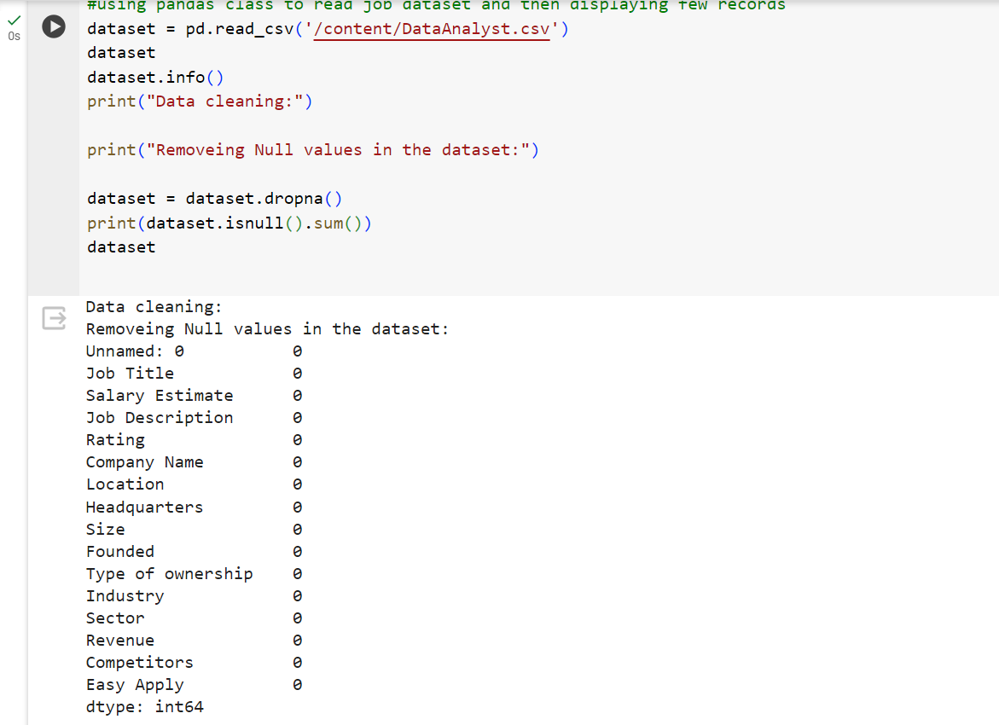 #using pandas class to read job dataset and then displaying few records
dataset = pd.read_csv('/content/DataAnalyst.csv')
0s
dataset
dataset.info()
print("Data cleaning:")
print("Removeing Null values in the dataset:")
dataset = dataset.dropna()
print(dataset.isnull().sum())
dataset
Data cleaning:
Removeing Null values in the dataset:
Unnamed: 0 0
Job Title 0
Salary Estimate 0
Job Description 0
Rating 0
Company Name 0
Location 0
Headquarters 0
Size 0
Founded 0
Type of ownership 0
Industry 0
Sector 0
Revenue 0
Competitors 0
Easy Apply 0
dtype: int64